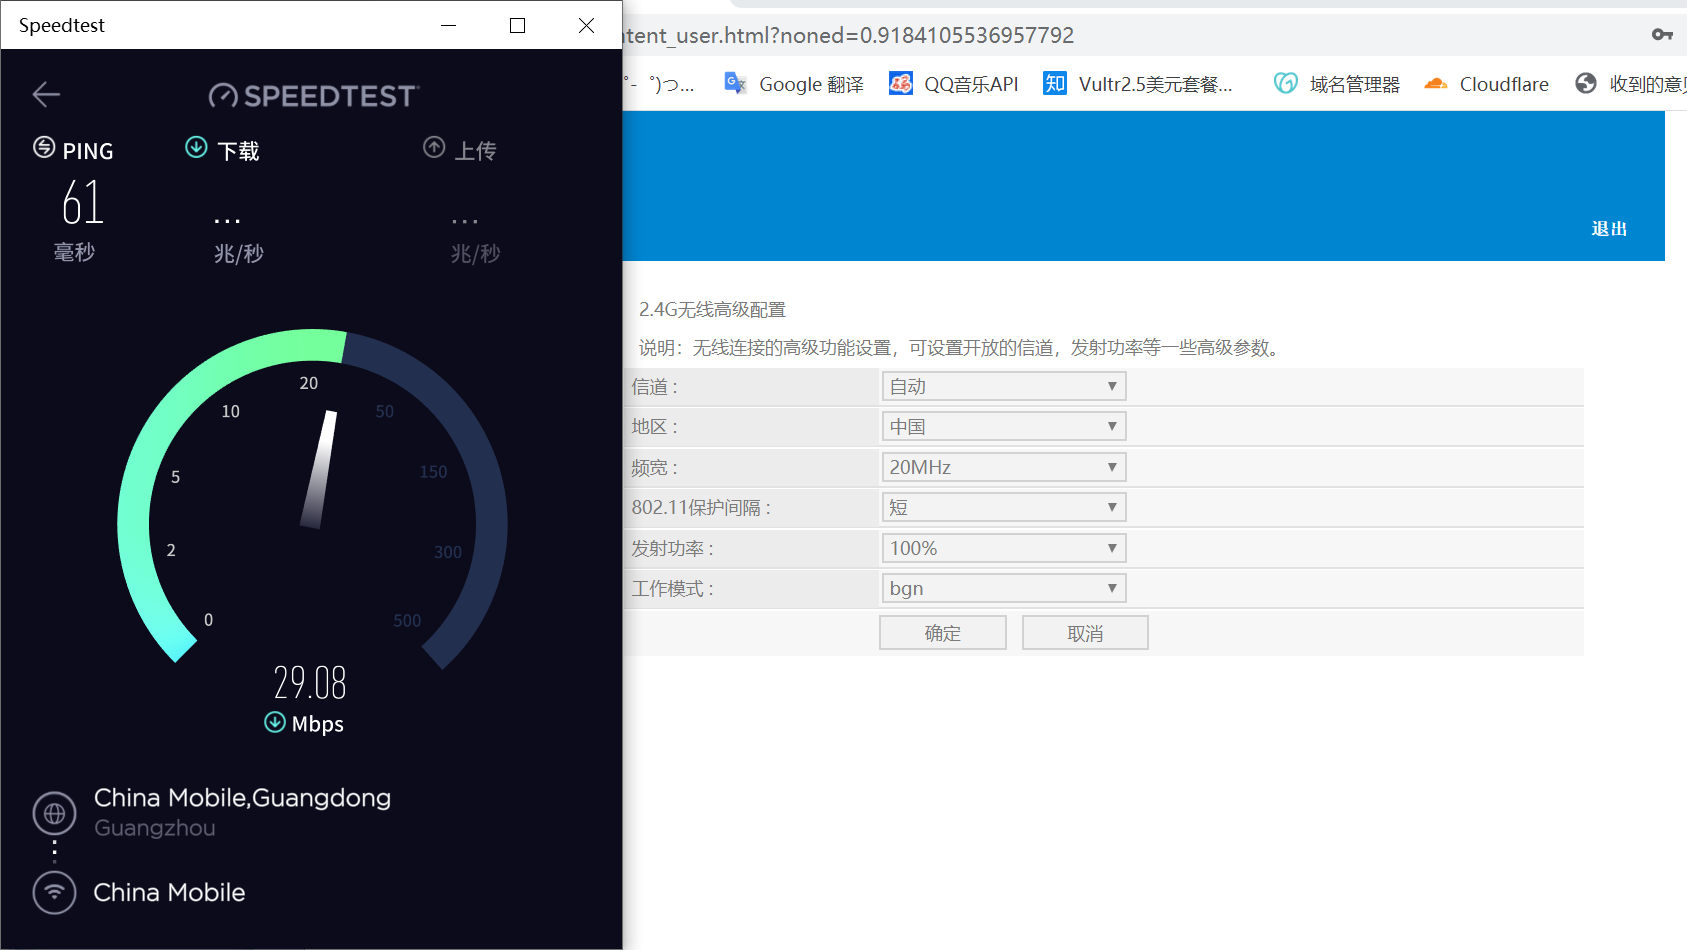 Speedtest
SPEEDTEST
PING
下载
上传
61
...
...
毫秒
兆/秒
兆/秒
20
10
50
5
150
2
300
0
500
29.08
Mbps
China Mobile,Guangdong
Guangzhou
China Mobile
tent_user.html?noned=0.9184105536957792
゜- ゜)つ...
Google 翻译
QQ音乐API
知
Vultr2.5美元套餐...
域名管理器
Cloudflare
收到的意
退出
2.4G无线高级配置
说明：无线连接的高级功能设置，可设置开放的信道，发射功率等一些高级参数。
信道 : 自动
地区 : 中国
频宽 : 20MHz
802.11保护间隔 : 短
发射功率 : 100%
工作模式 : bgn
确定 取消